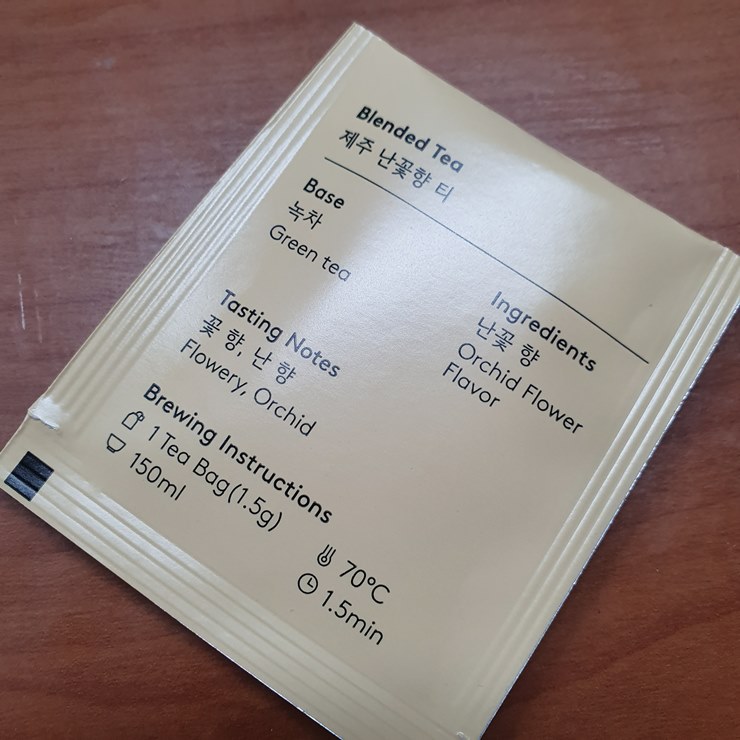 Blended Tea
제주 난꽃향 티
Base
녹차
Green tea
Ingredients
난꽃 향
Orchid Flower
Flavor
Tasting Notes
꽃 향, 난 향
Flowery, Orchid
Brewing Instructions
1 Tea Bag(1.5g)
150ml
70°C
1.5min